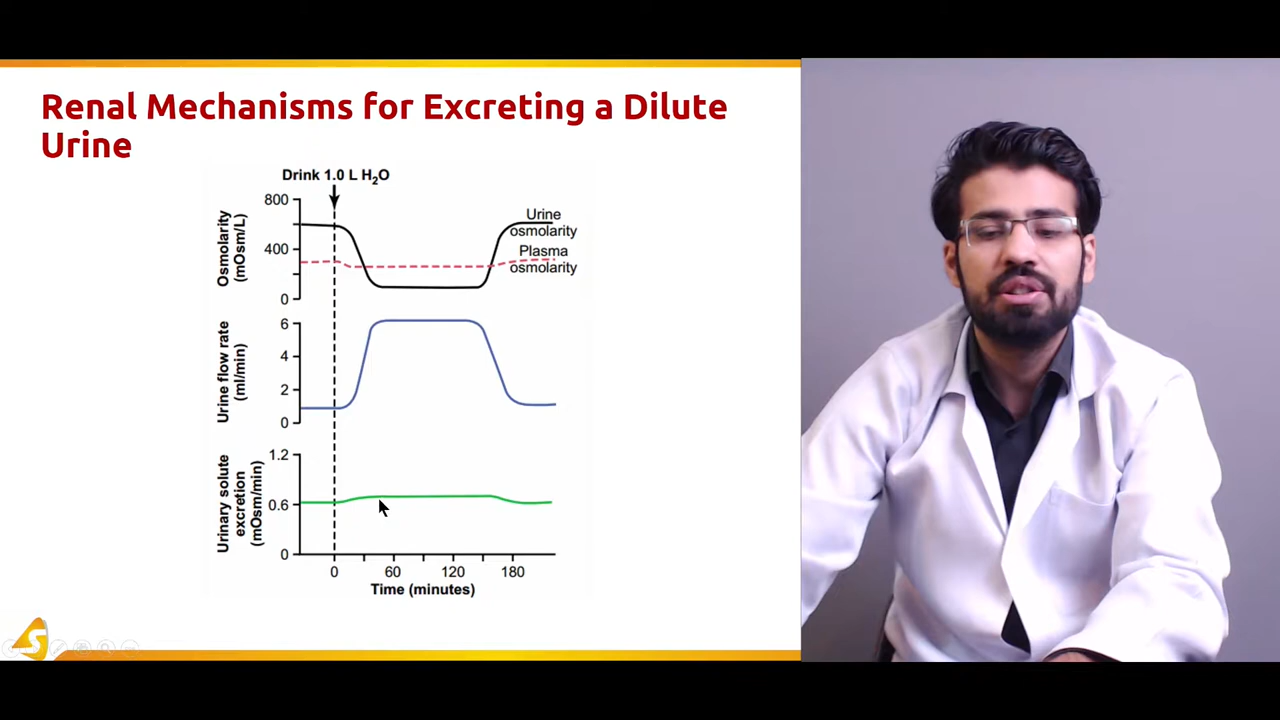 Renal Mechanisms for Excreting a Dilute
Urine
Drink 1.0 L H₂O
Osmolarity
(mOsm/L)
800
400
0
Urine
osmolarity
Plasma
osmolarity
Urine flow rate
(ml/min)
6
4
2
0
Urinary solute
excretion
(mOsm/min)
1.2
0.6
0
0
60
120
180
Time (minutes)
S